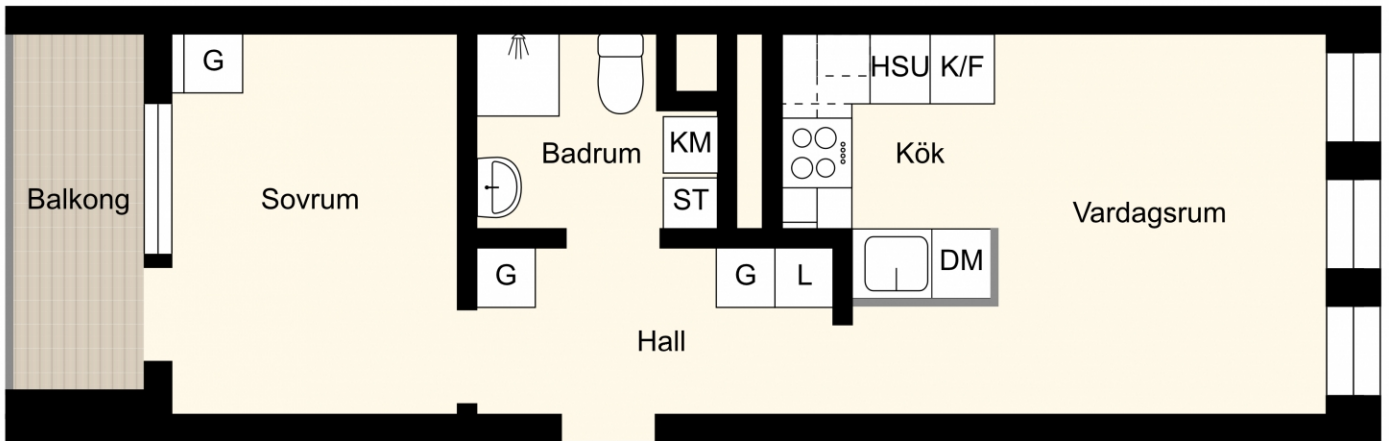 G
HSU K/F
KM
Badrum
Kök
Balkong
Sovrum
ST
Vardagsrum
G
G
L
DM
Hall